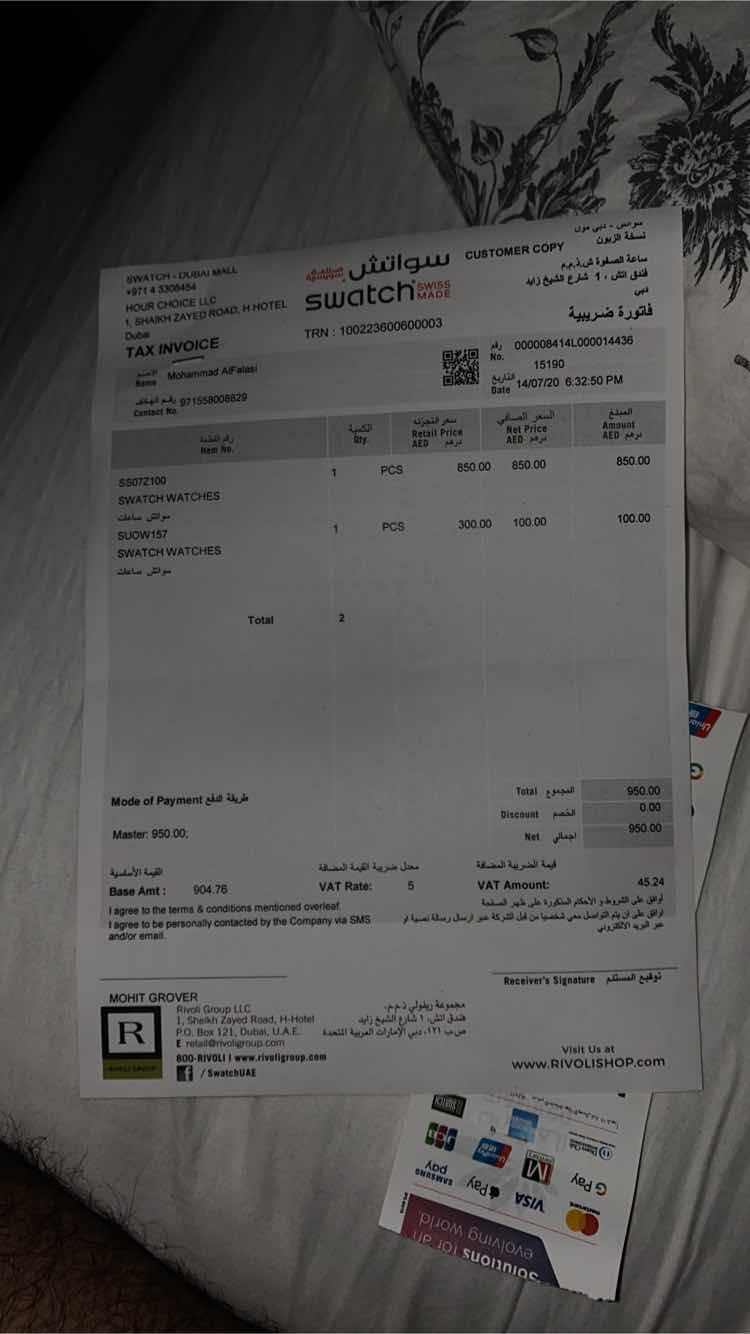 SWATCH - DUBAI MALL
+971 4 3308454
HOUR CHOICE LLC
1, SHAIKH ZAYED ROAD, H HOTEL
Dubai
TAX INVOICE
سواتش
swatch SWISS MADE
TRN : 100223600600003
CUSTOMER COPY
سواتش - دبي مول
نسخة الزبون
ساعة الصفوة ش.ذ.م.م
فندق اتش ، 1 شارع الشيخ زايد
دبي
فاتورة ضريبية
الاسم
Name Mohammad AlFalasi
رقم الهاتف
Contact No. 971558008829
رقم
No. 000008414L000014436
15190
التاريخ
Date 14/07/20 6:32:50 PM
رقم القطعة
Item No.
الكمية
Qty.
سعر التجزئه
Retail Price
AED درهم
السعر الصافي
Net Price
AED درهم
المبلغ
Amount
AED درهم
SS07Z100 1 PCS 850.00 850.00 850.00
SWATCH WATCHES
سواتش ساعات
SUOW157 1 PCS 300.00 100.00 100.00
SWATCH WATCHES
سواتش ساعات
Total 2
Mode of Payment طريقة الدفع
Master: 950.00;
Total المجموع 950.00
Discount الخصم 0.00
Net اجمالي 950.00
القيمة الأساسية
Base Amt : 904.76
معدل ضريبة القيمة المضافة
VAT Rate: 5
قيمة الضريبة المضافة
VAT Amount: 45.24
I agree to the terms & conditions mentioned overleaf.
I agree to be personally contacted by the Company via SMS
and/or email.
أوافق على الشروط و الأحكام المذكورة على ظهر الصفحة
اوافق على ان يتم التواصل معي شخصيا من قبل الشركة عبر ارسال رسالة نصية او
عبر البريد الالكتروني
Receiver's Signature توقيع المستلم
MOHIT GROVER
R
RIVOLI GROUP
Rivoli Group LLC
1, Sheikh Zayed Road, H-Hotel
P.O. Box 121, Dubai, U.A.E.
E retail@rivoligroup.com
800-RIVOLI I www.rivoligroup.com
f / SwatchUAE
مجموعة ريفولي ذ.م.م.
فندق اتش، ١ شارع الشيخ زايد
ص.ب ١٢١، دبي الإمارات العربية المتحدة
Visit Us at
WWW.RIVOLISHOP.com
JCB
UnionPay
Diners Club
SAMSUNG pay
Pay
VISA
G Pay
mastercard
Solutions for an
evolving world.